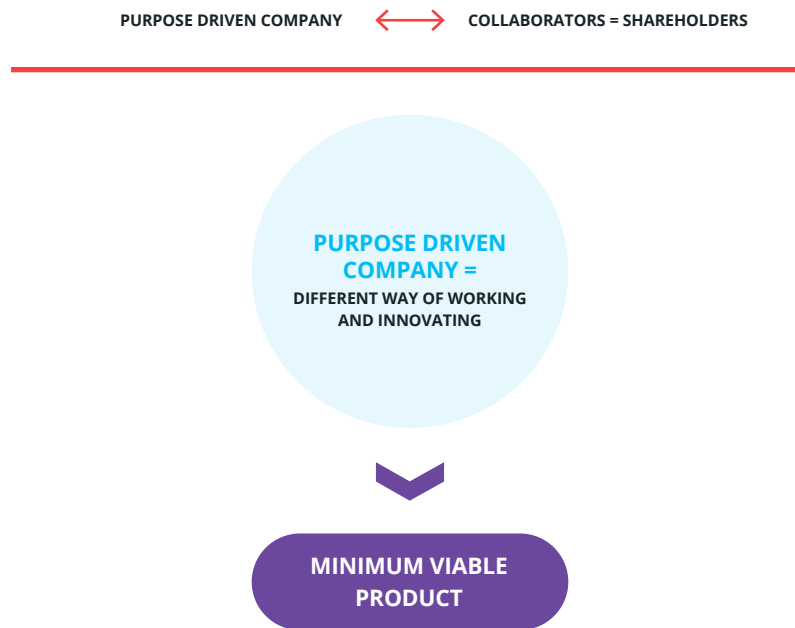 PURPOSE DRIVEN COMPANY COLLABORATORS = SHAREHOLDERS
PURPOSE DRIVEN
COMPANY =
DIFFERENT WAY OF WORKING
AND INNOVATING
MINIMUM VIABLE
PRODUCT